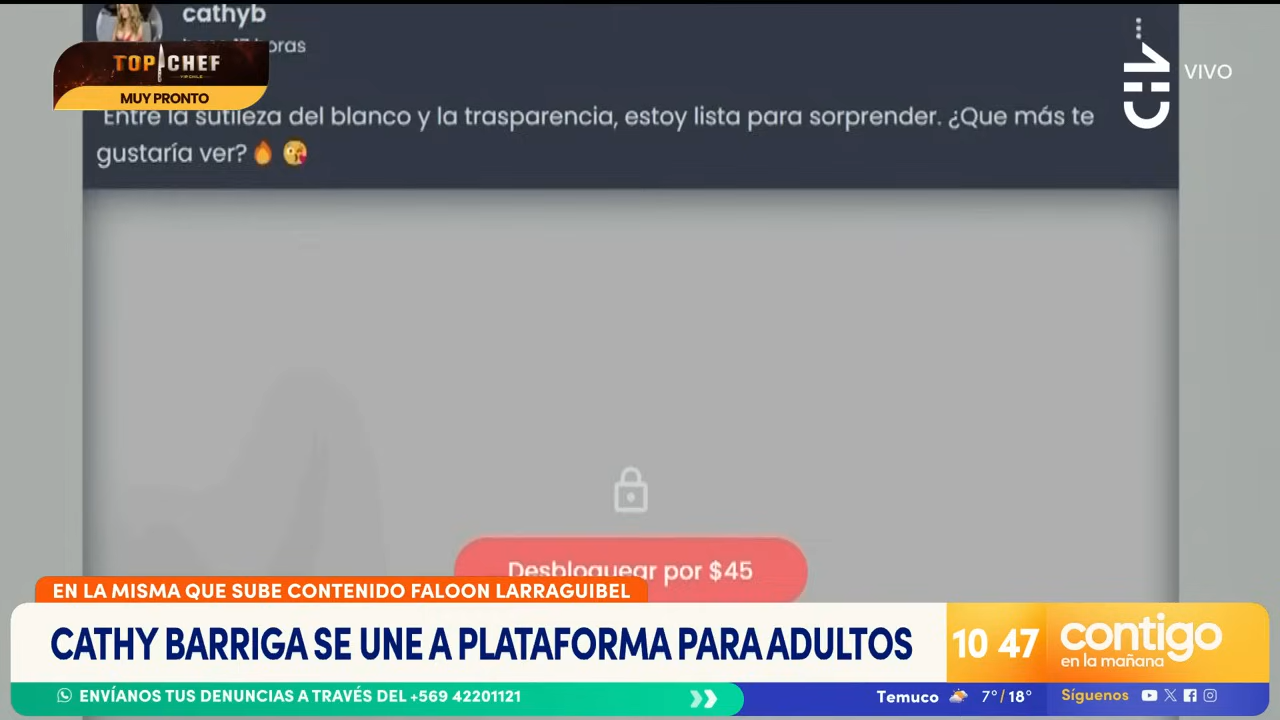 cathyb
TOP CHEF
VIP CHILE
MUY PRONTO
CHV
VIVO
Entre la sutileza del blanco y la trasparencia, estoy lista para sorprender. ¿Que más te
gustaría ver?🔥 😘
Desbloquear por $45
EN LA MISMA QUE SUBE CONTENIDO FALOON LARRAGUIBEL
CATHY BARRIGA SE UNE A PLATAFORMA PARA ADULTOS
10 47
contigo
en la mañana
ENVÍANOS TUS DENUNCIAS A TRAVÉS DEL +569 42201121
Temuco 7°/18°
Síguenos